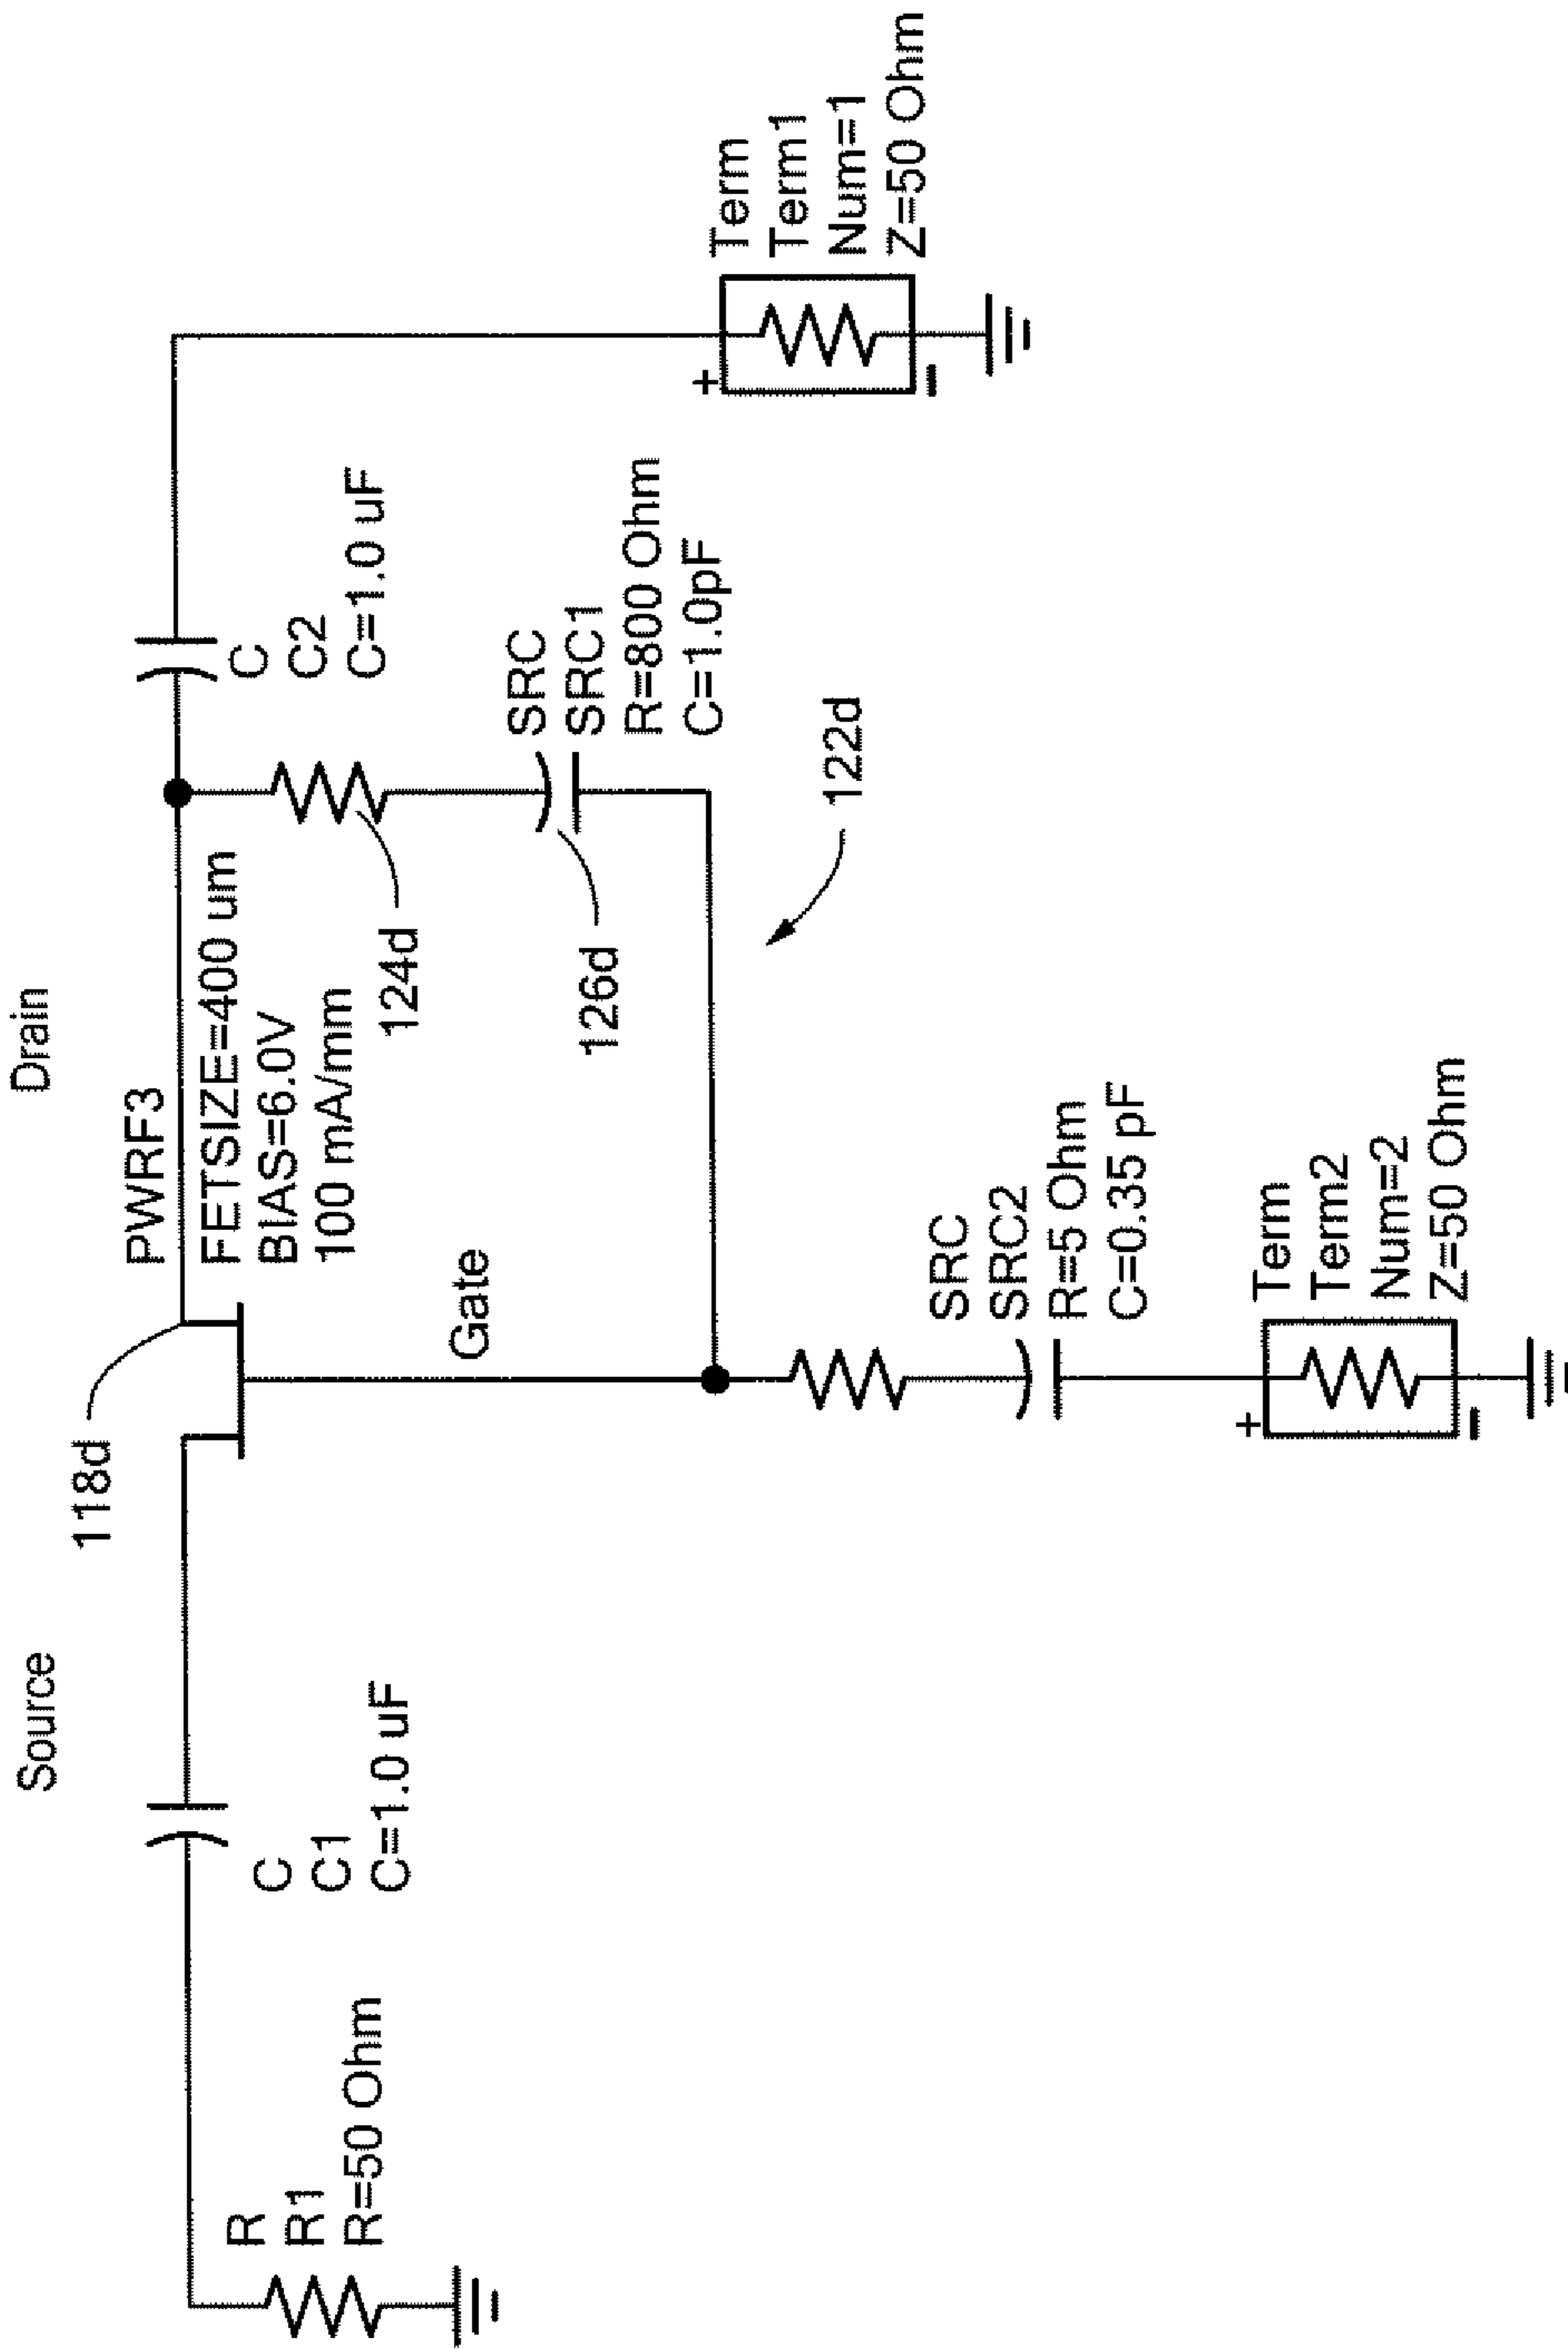 Source
Drain
118d
PWRF3
FETSIZE=400 um
BIAS=6.0V
100 mA/mm
C
C1
C=1.0 uF
C
C2
C=1.0 uF
R
R1
R=50 Ohm
Gate
124d
126d
SRC
SRC1
R=800 Ohm
C=1.0pF
122d
Term
Term1
Num=1
Z=50 Ohm
+
-
SRC
SRC2
R=5 Ohm
C=0.35 pF
Term
Term2
Num=2
Z=50 Ohm
+
-